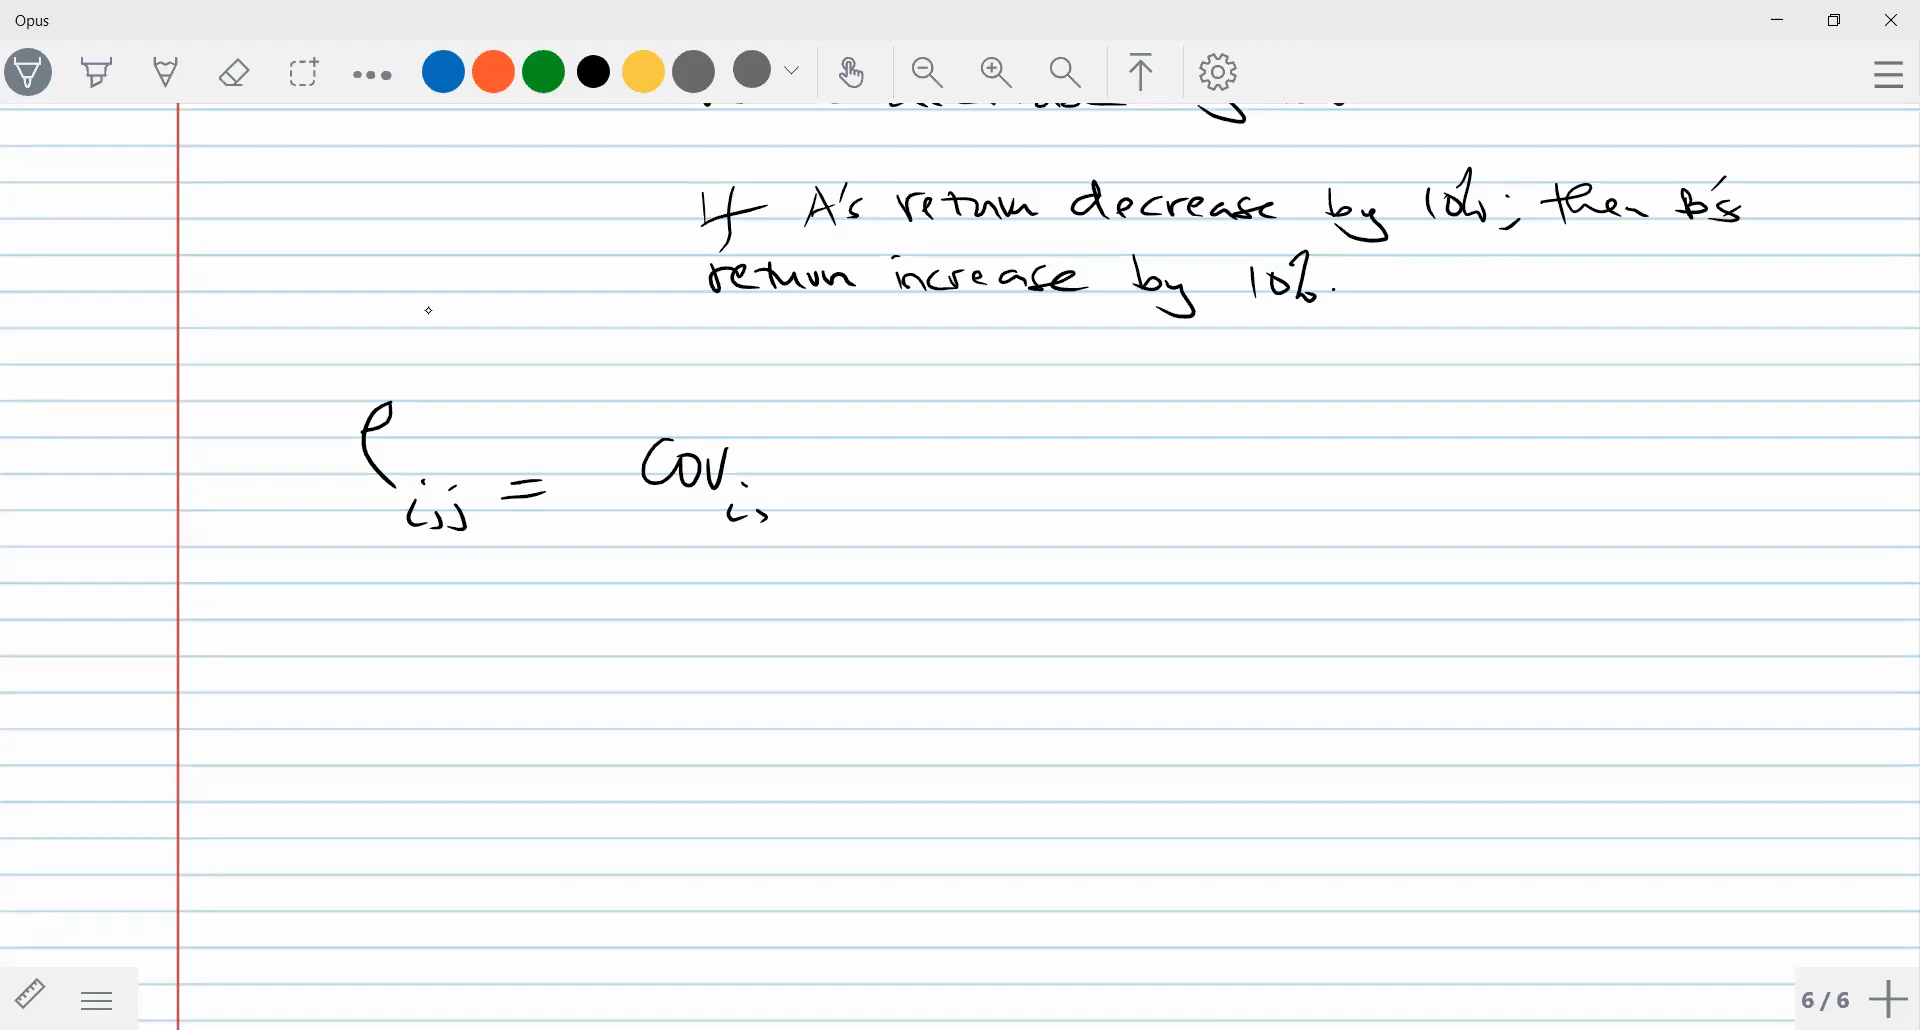 Opus
If A's return decrease by 10%; then B's
return increase by 10%.
ρ i,j = Cov i,
6 / 6